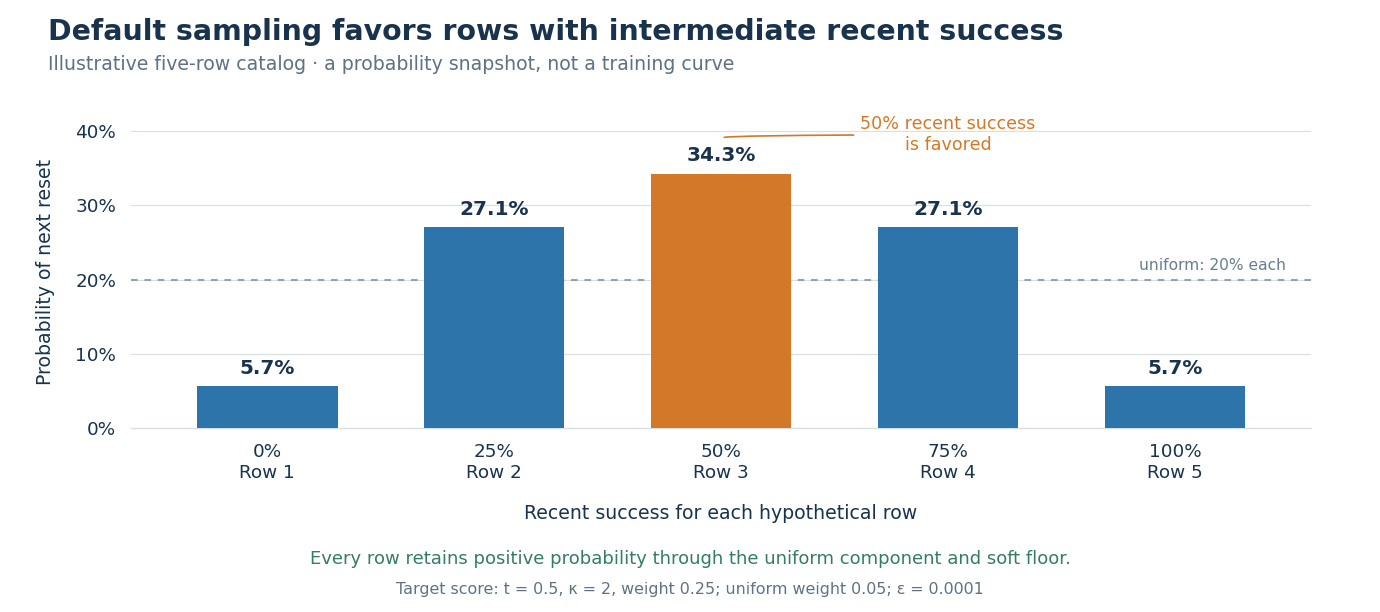 Default sampling favors rows with intermediate recent success
Illustrative five-row catalog · a probability snapshot, not a training curve
Probability of next reset
40%
30%
20%
10%
0%
50% recent success
is favored
5.7%
27.1%
34.3%
27.1%
5.7%
uniform: 20% each
0%
Row 1
25%
Row 2
50%
Row 3
75%
Row 4
100%
Row 5
Recent success for each hypothetical row
Every row retains positive probability through the uniform component and soft floor.
Target score: t = 0.5, κ = 2, weight 0.25; uniform weight 0.05; ε = 0.0001